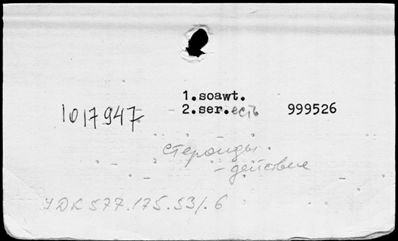 1.soawt.
1017947 2.ser.есть 999526
стероиды.
- действие
УДК 577.175.53/.6